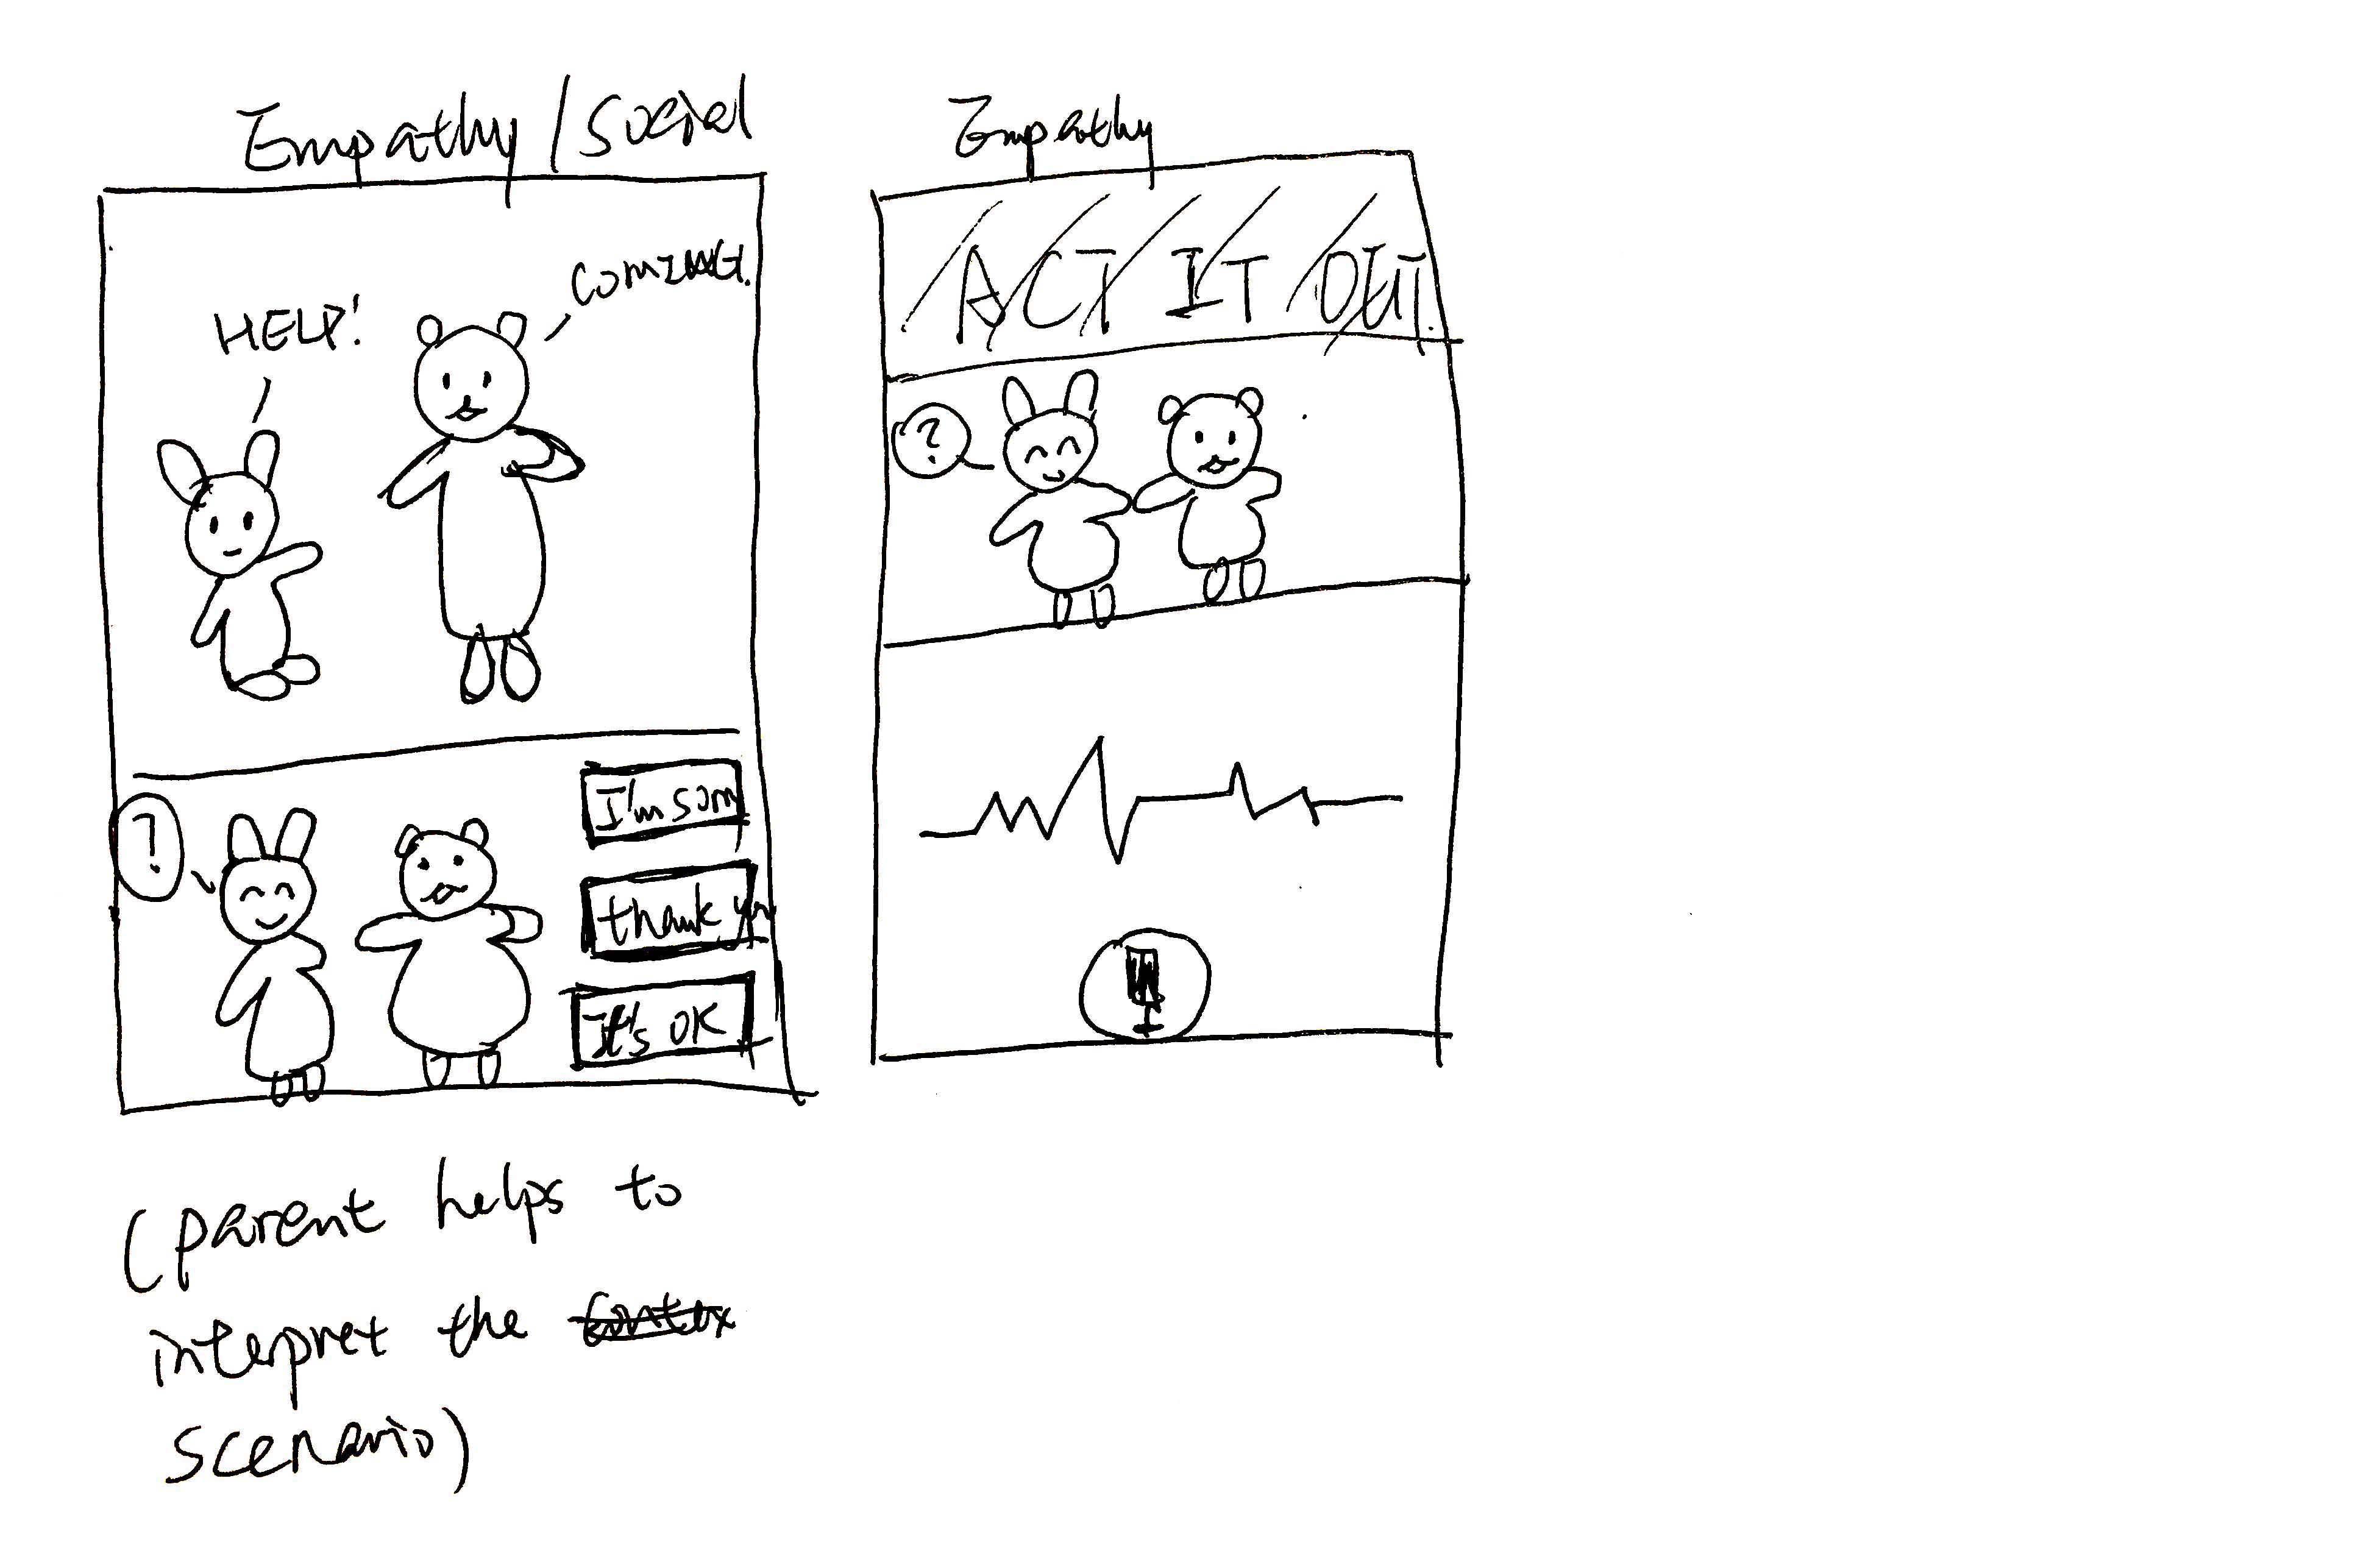 Empathy / Social
HELP!
COMING.
?
I'm sorry
thank you
It's OK
(parent helps to
interpret the
scenario)
Empathy
ACT IT OUT.
?